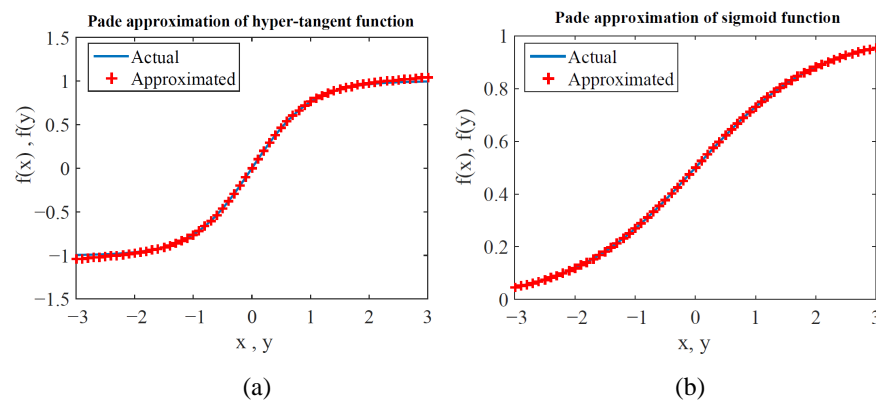 Pade approximation of hyper-tangent function
1.5
1
0.5
0
−0.5
−1
−1.5
f(x) , f(y)
Actual
Approximated
−3 −2 −1 0 1 2 3
x , y
(a)
Pade approximation of sigmoid function
1
0.8
0.6
0.4
0.2
0
f(x), f(y)
Actual
Approximated
−3 −2 −1 0 1 2 3
x, y
(b)